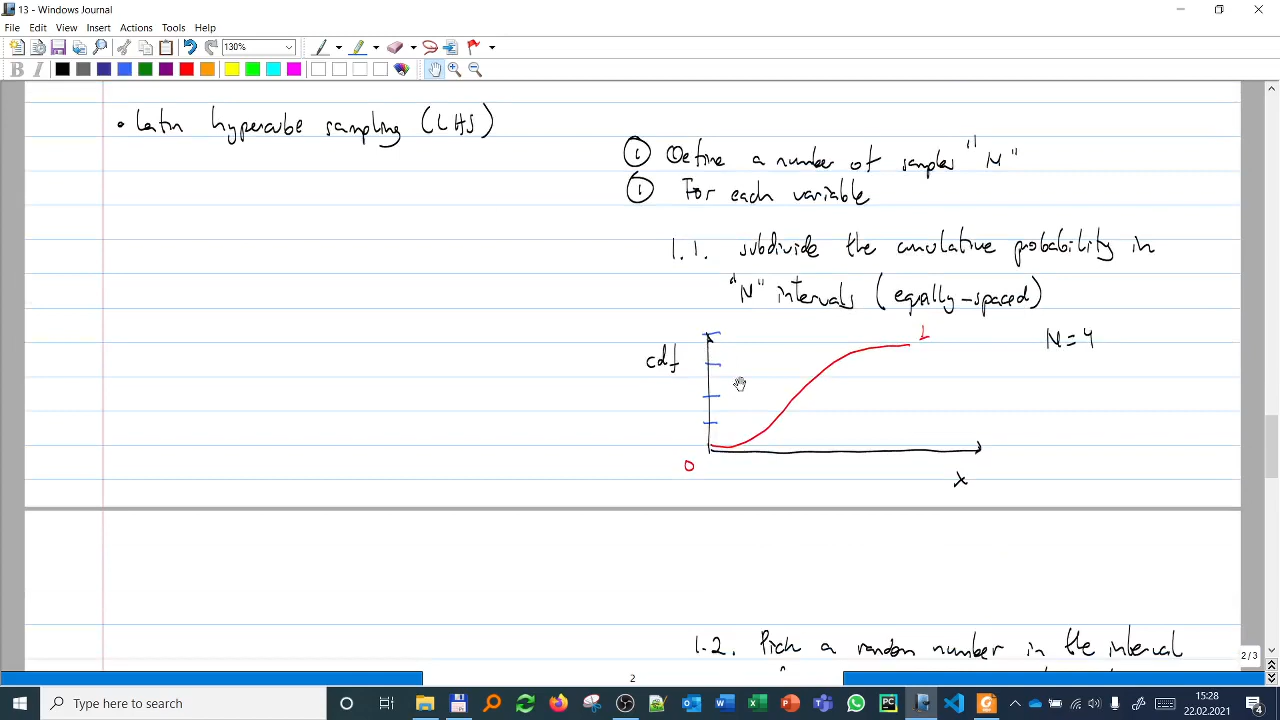 13 - Windows Journal
File Edit View Insert Actions Tools Help
130%
B I
• Latin hypercube sampling (LHS)
① Define a number of samples "N"
① For each variable
1.1. subdivide the cumulative probability in
"N" intervals (equally-spaced)
1
N=4
cdf
0
x
1.2. Pick a random number in the interval
2/3
2
Type here to search
15:28
22.02.2021